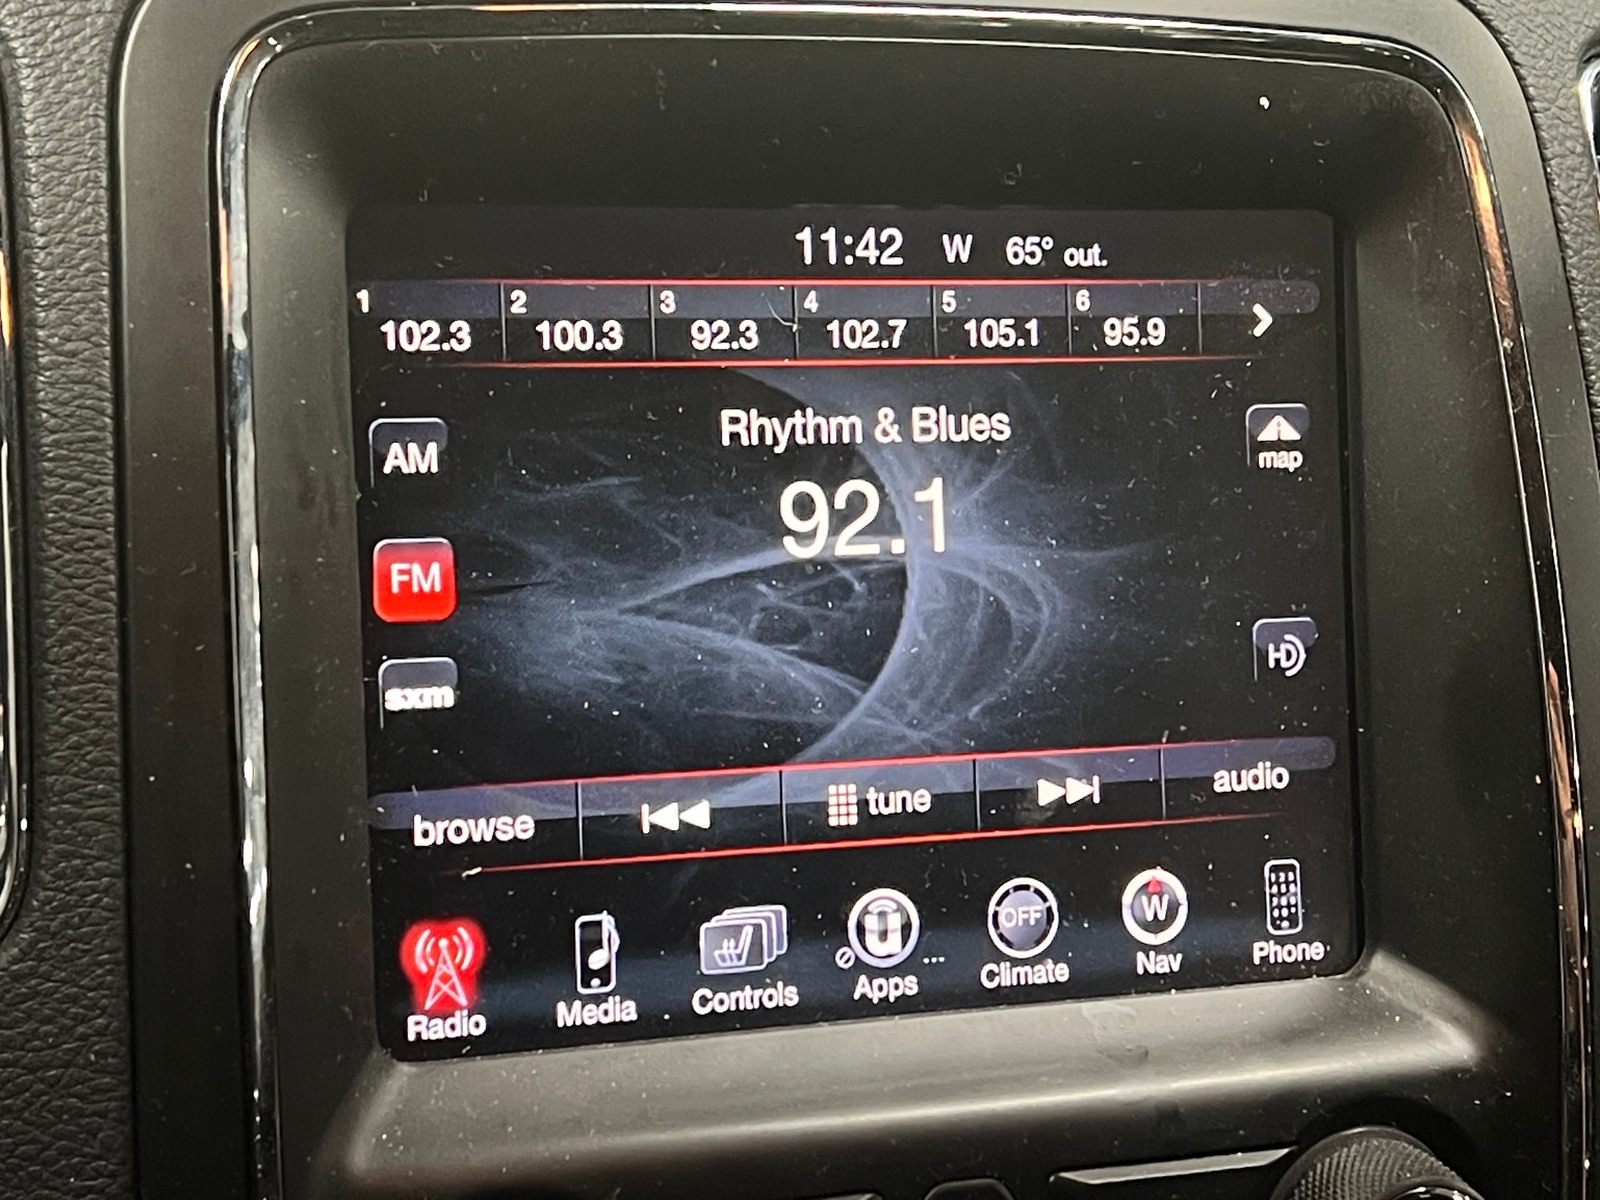 11:42 W 65° out.
1 2 3 4 5 6
102.3 100.3 92.3 102.7 105.1 95.9
Rhythm & Blues
AM
map
92.1
FM
HD
sxm
browse tune audio
OFF W
Radio Media Controls Apps ... Climate Nav Phone